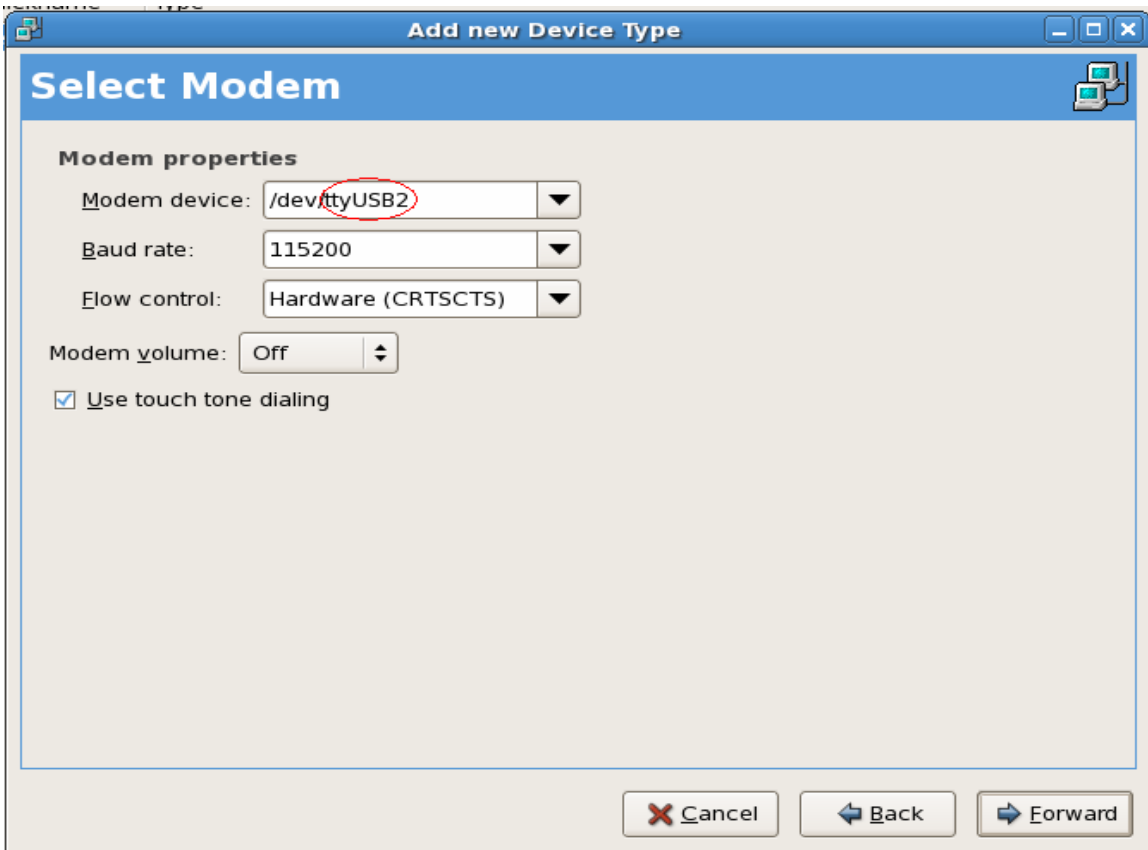 Type
Add new Device Type
Select Modem
Modem properties
Modem device: /dev/ttyUSB2
Baud rate: 115200
Flow control: Hardware (CRTSCTS)
Modem volume: Off
Use touch tone dialing
Cancel Back Forward